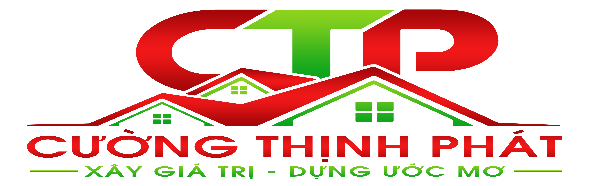 CTP
CƯỜNG THỊNH PHÁT
XÂY GIÁ TRỊ - DỰNG ƯỚC MƠ